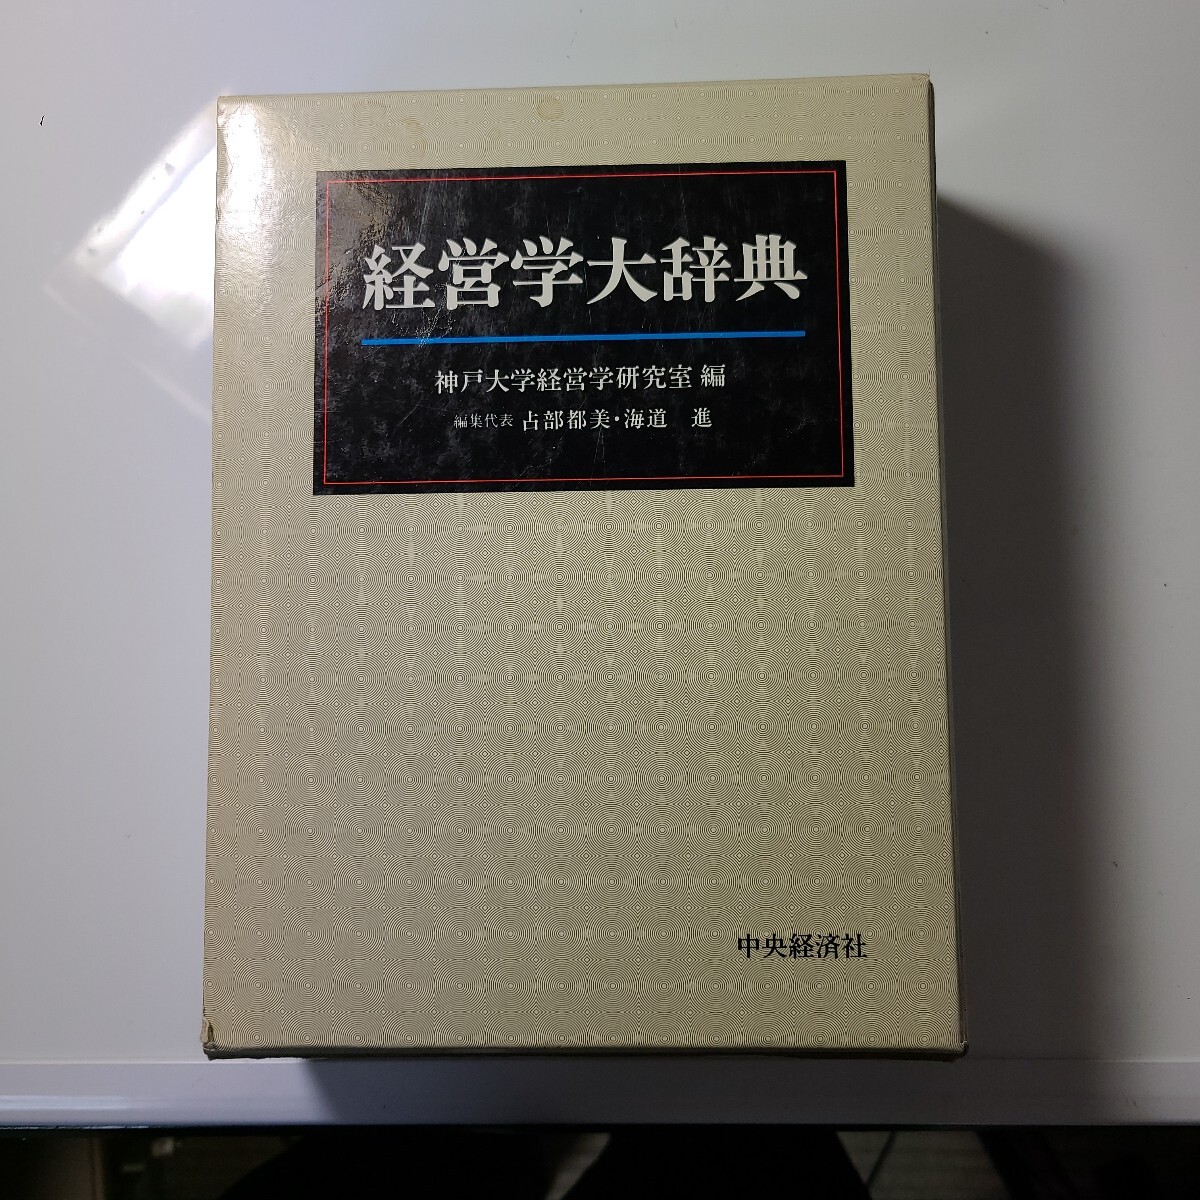 経営学大辞典
神戸大学経営学研究室 編
編集代表 占部都美・海道 進
中央経済社